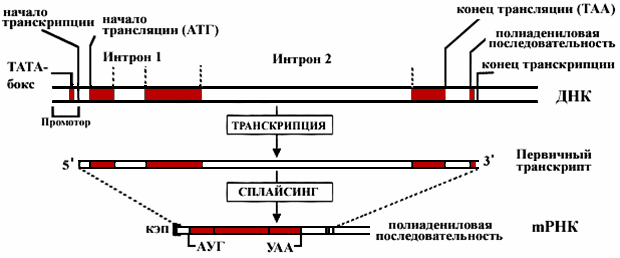 начало
транскрипции
начало
трансляции (АТГ)
конец трансляции (ТАА)
полиадениловая
последовательность
конец транскрипции
ТАТА-
бокс
Интрон 1
Интрон 2
Промотор
ДНК
ТРАНСКРИПЦИЯ
5'
3'
Первичный
транскрипт
СПЛАЙСИНГ
КЭП
АУГ
УАА
полиадениловая
последовательность
mРНК